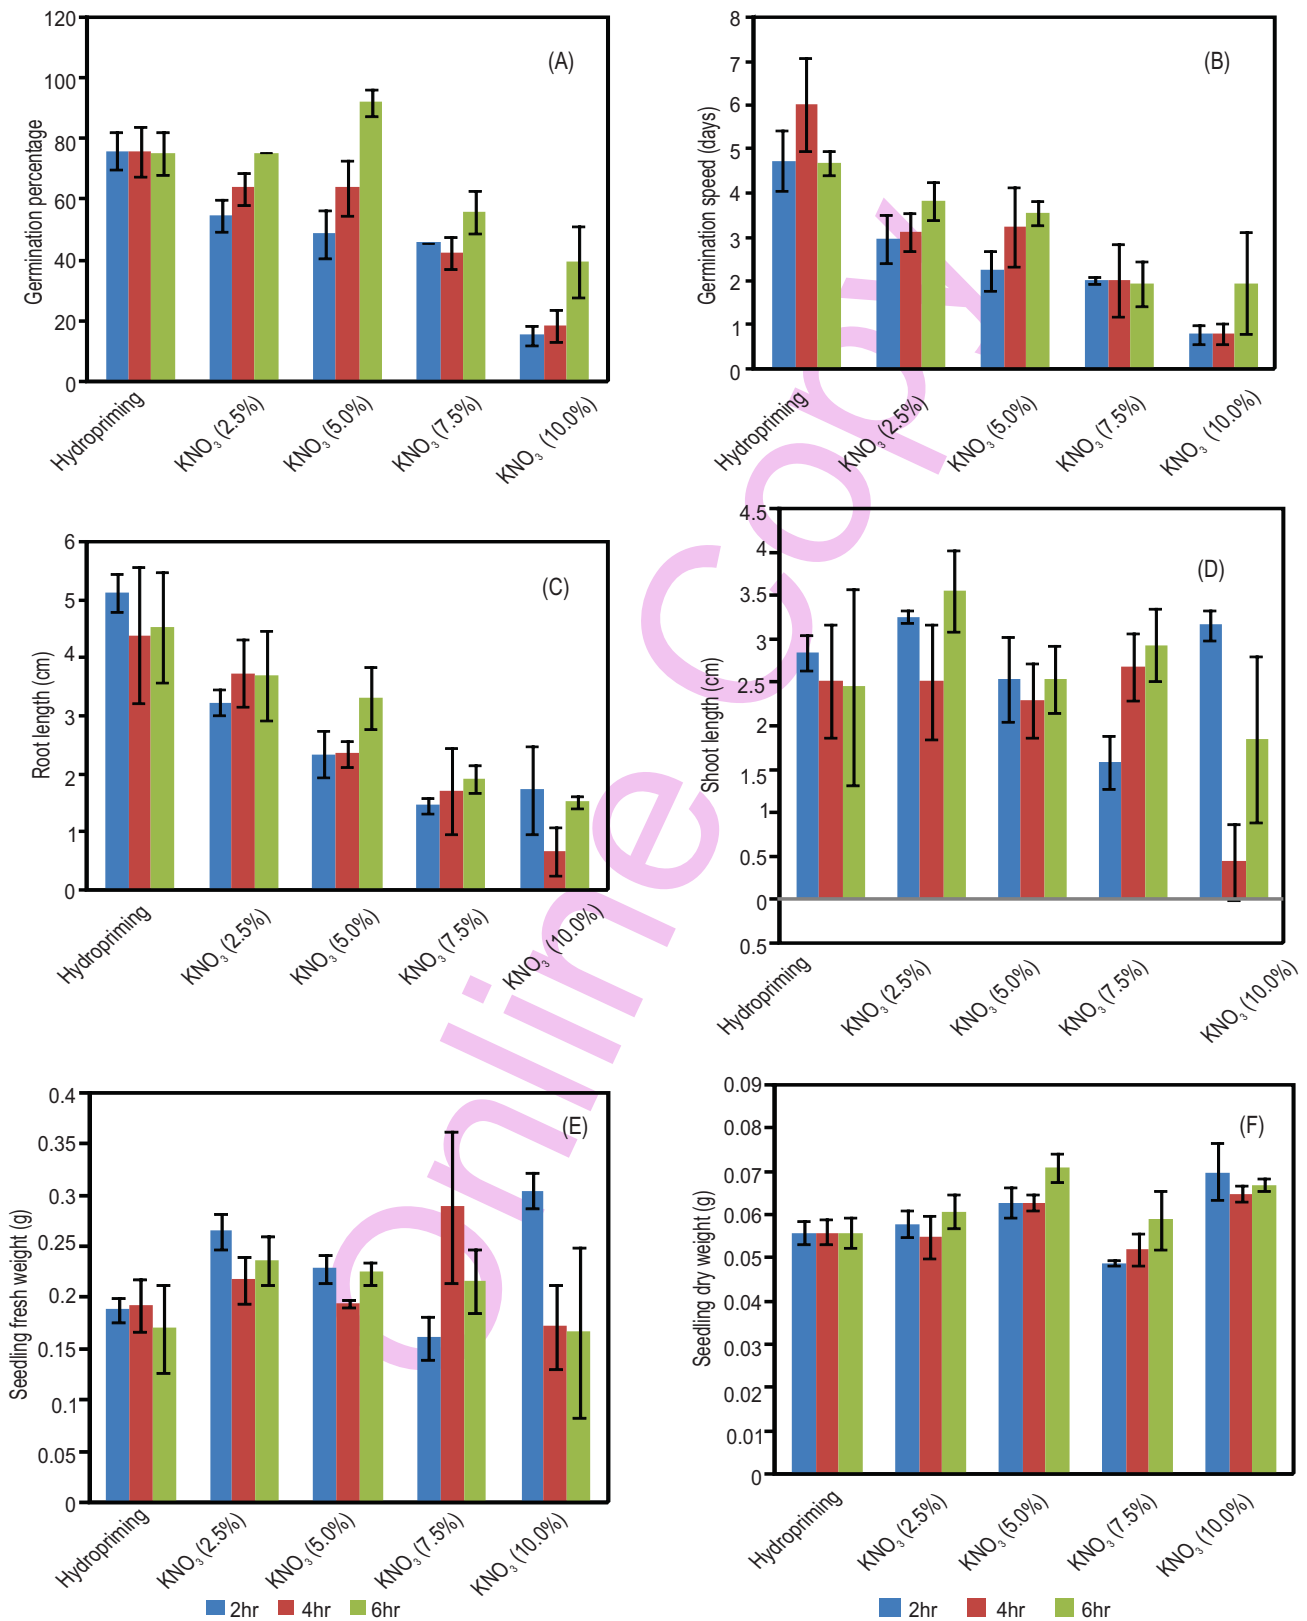 (A)
Germination percentage
120
100
80
60
40
20
0
Hydropriming
KNO₃ (2.5%)
KNO₃ (5.0%)
KNO₃ (7.5%)
KNO₃ (10.0%)
(B)
Germination speed (days)
8
7
6
5
4
3
2
1
0
Hydropriming
KNO₃ (2.5%)
KNO₃ (5.0%)
KNO₃ (7.5%)
KNO₃ (10.0%)
(C)
Root length (cm)
6
5
4
3
2
1
0
Hydropriming
KNO₃ (2.5%)
KNO₃ (5.0%)
KNO₃ (7.5%)
KNO₃ (10.0%)
(D)
Shoot length (cm)
4.5
4
3.5
3
2.5
2
1.5
1
0.5
0
0.5
Hydropriming
KNO₃ (2.5%)
KNO₃ (5.0%)
KNO₃ (7.5%)
KNO₃ (10.0%)
(E)
Seedling fresh weight (g)
0.4
0.35
0.3
0.25
0.2
0.15
0.1
0.05
0
Hydropriming
KNO₃ (2.5%)
KNO₃ (5.0%)
KNO₃ (7.5%)
KNO₃ (10.0%)
2hr 4hr 6hr
(F)
Seedling dry weight (g)
0.09
0.08
0.07
0.06
0.05
0.04
0.03
0.02
0.01
0
Hydropriming
KNO₃ (2.5%)
KNO₃ (5.0%)
KNO₃ (7.5%)
KNO₃ (10.0%)
2hr 4hr 6hr
Online Copy